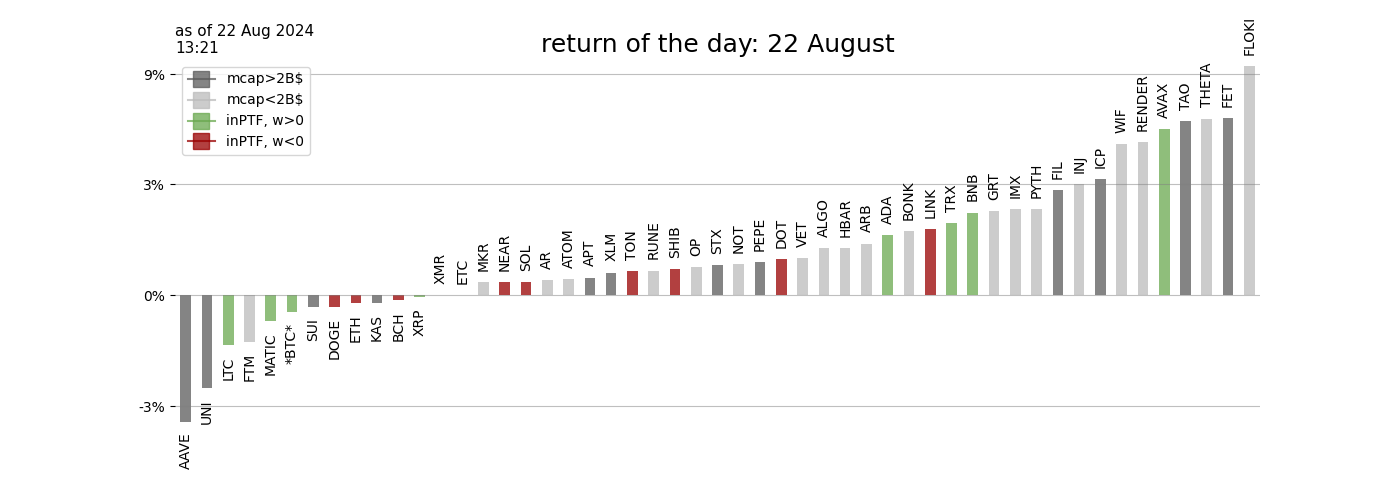 as of 22 Aug 2024
13:21
return of the day: 22 August
mcap>2B$
mcap<2B$
inPTF, w>0
inPTF, w<0
9%
3%
0%
-3%
AAVE
UNI
LTC
FTM
MATIC
*BTC*
SUI
DOGE
ETH
KAS
BCH
XRP
XMR
ETC
MKR
NEAR
SOL
AR
ATOM
APT
XLM
TON
RUNE
SHIB
OP
STX
NOT
PEPE
DOT
VET
ALGO
HBAR
ARB
ADA
BONK
LINK
TRX
BNB
GRT
IMX
PYTH
FIL
INJ
ICP
WIF
RENDER
AVAX
TAO
THETA
FET
FLOKI